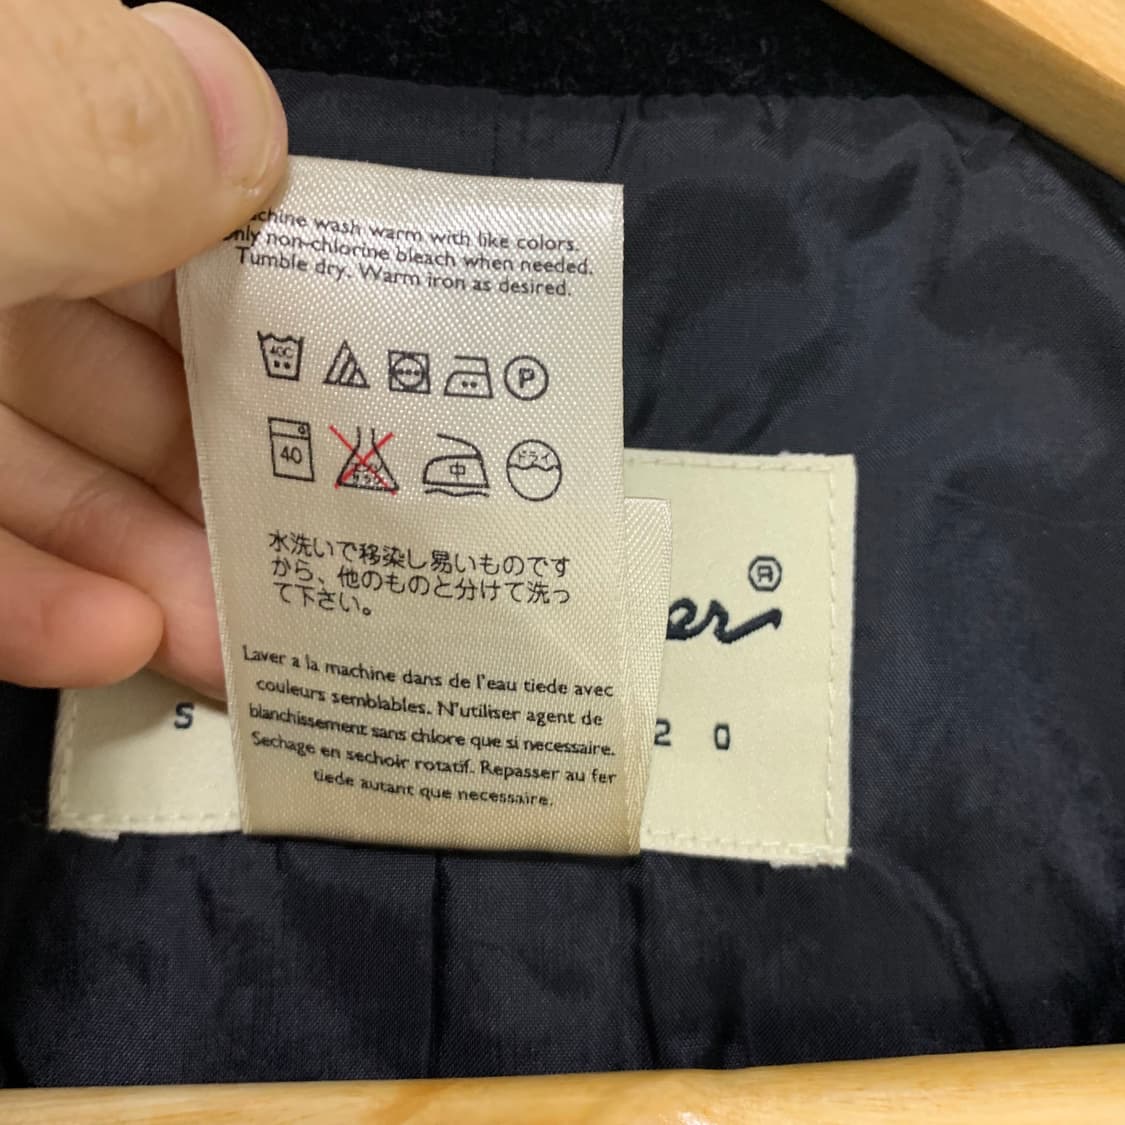 achine wash warm with like colors.
only non-chlorine bleach when needed.
Tumble dry. Warm iron as desired.
40C
P
40
中
ドライ
水洗いで移染し易いものです
から、他のものと分けて洗っ
て下さい。
Laver a la machine dans de l'eau tiede avec
couleurs semblables. N'utiliser agent de
blanchissement sans chlore que si necessaire.
Sechage en sechoir rotatif. Repasser au fer
tiede autant que necessaire.
®
er
S
20